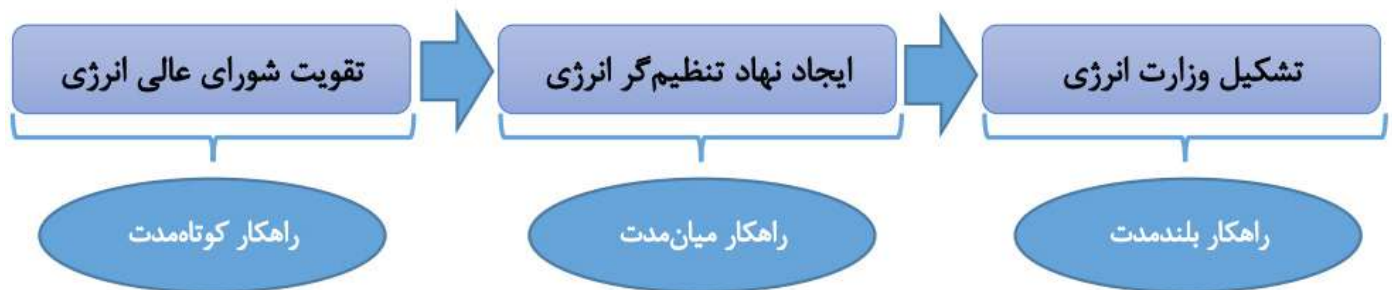 تقویت شورای عالی انرژی
ایجاد نهاد تنظیم‌گر انرژی
تشکیل وزارت انرژی
راهکار کوتاه‌مدت
راهکار میان‌مدت
راهکار بلندمدت